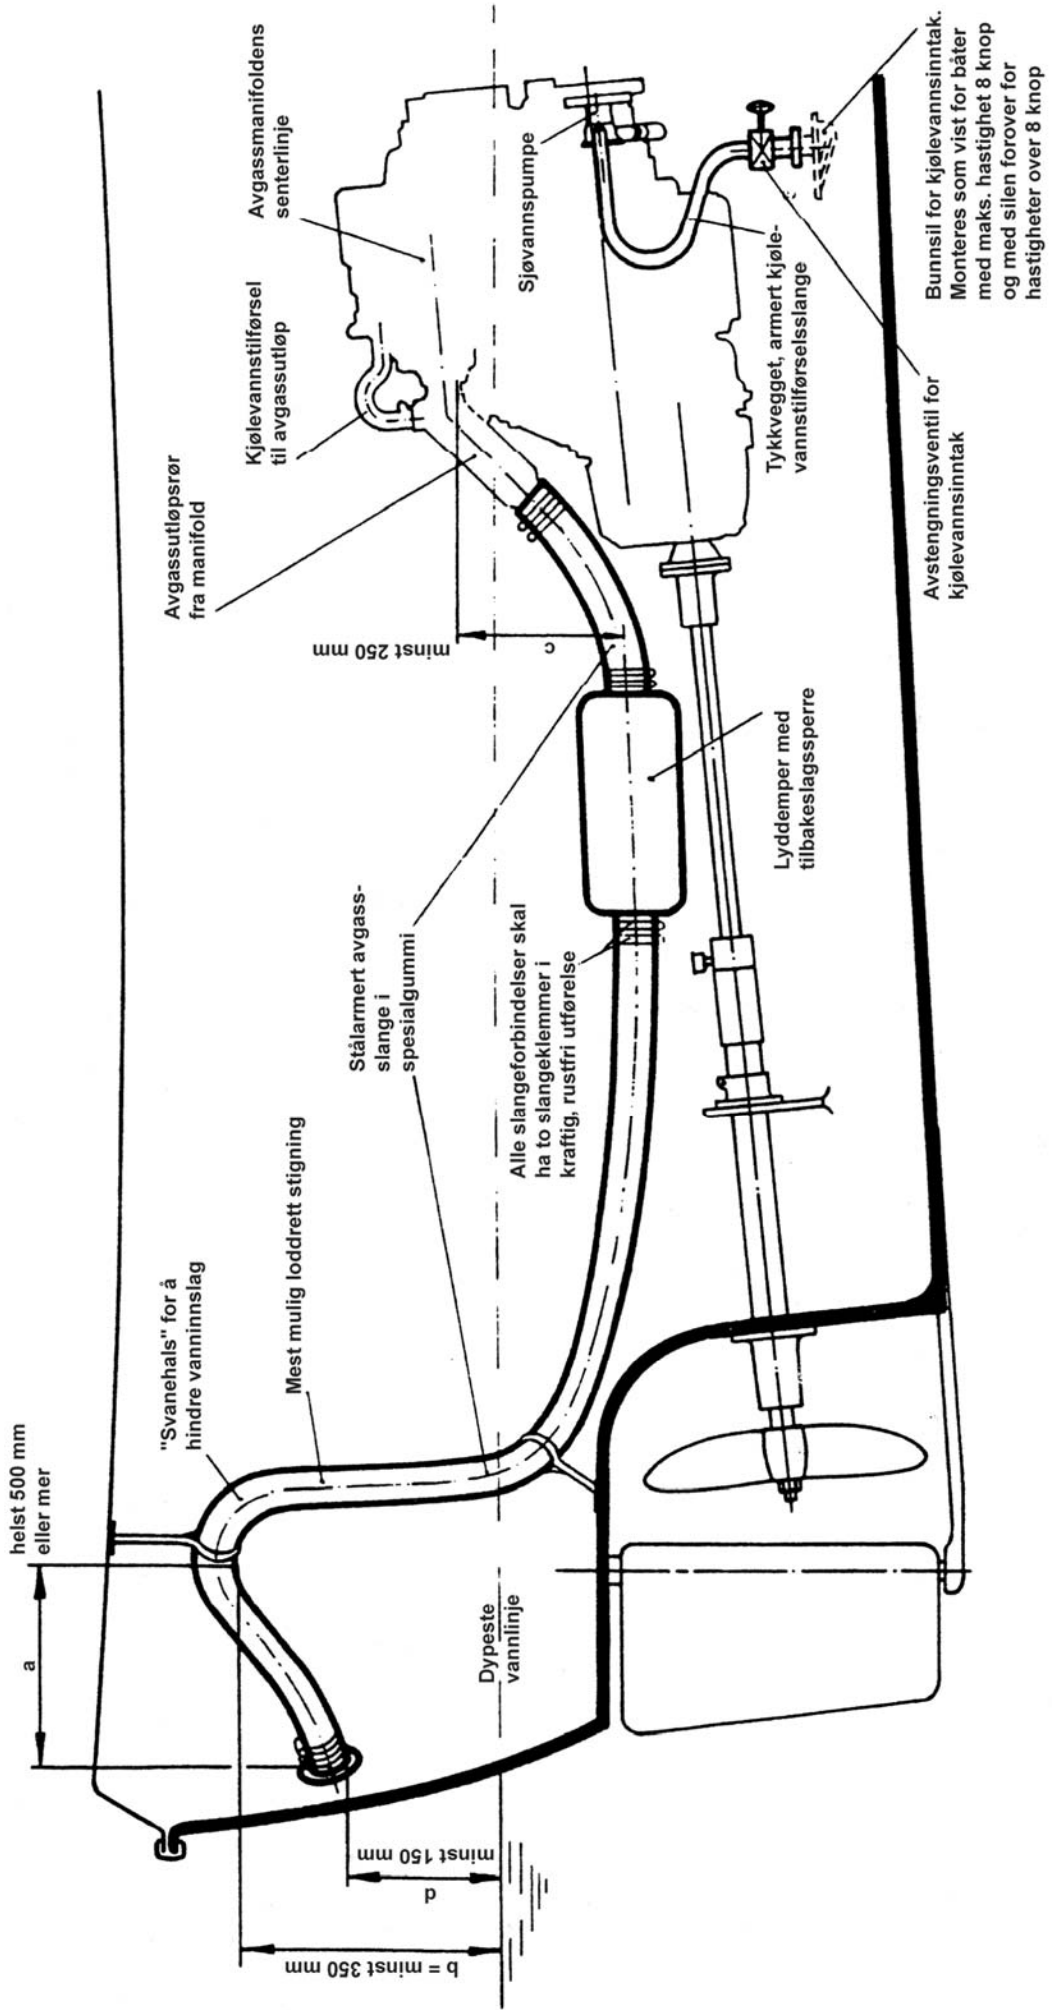 helst 500 mm
eller mer
a
"Svanehals" for å
hindre vanninnslag
Mest mulig loddrett stigning
Stålarmert avgass-
slange i
spesialgummi
Alle slangeforbindelser skal
ha to slangeklemmer i
kraftig, rustfri utførelse
Avgassutløpsrør
fra manifold
Kjølevannstilførsel
til avgassutløp
Avgassmanifoldens
senterlinje
Sjøvannspumpe
minst 250 mm
c
Dypeste
vannlinje
b = minst 350 mm
minst 150 mm
d
Lyddemper med
tilbakeslagssperre
Tykkvegget, armert kjøle-
vannstilførselsslange
Avstengningsventil for
kjølevannsinntak
Bunnsil for kjølevannsinntak.
Monteres som vist for båter
med maks. hastighet 8 knop
og med silen forover for
hastigheter over 8 knop